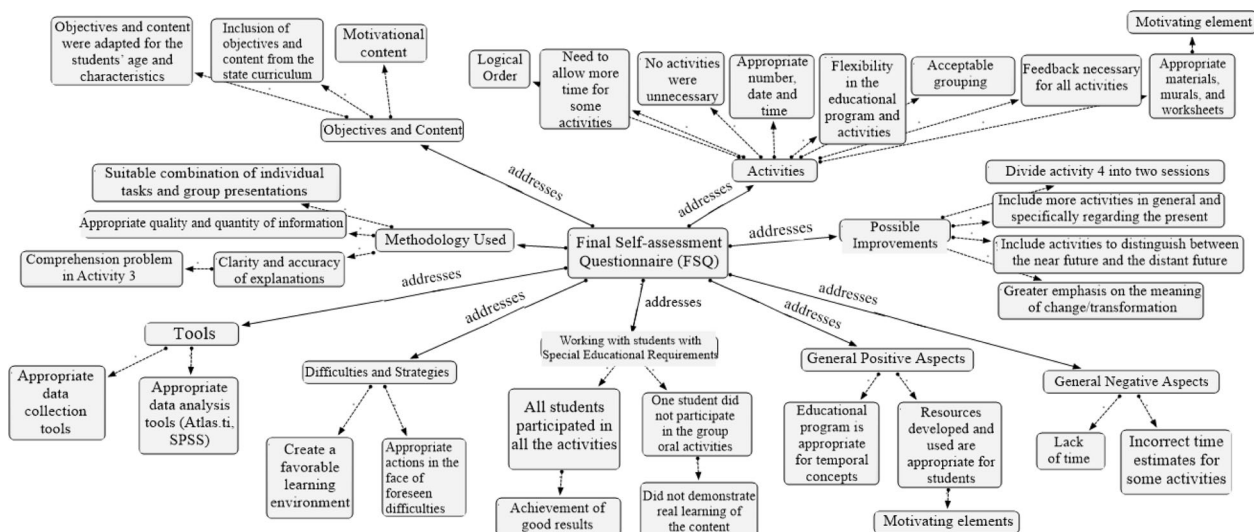 Objectives and content
were adapted for the
students' age and
characteristics
Inclusion of
objectives and
content from the
state curriculum
Motivational
content
Objectives and Content
addresses
Logical
Order
Need to
allow more
time for
some
activities
No activities
were
unnecessary
Appropriate
number,
date and
time
Flexibility
in the
educational
program and
activities
Acceptable
grouping
Feedback necessary
for all activities
Motivating element
Appropriate
materials,
murals, and
worksheets
Activities
addresses
Suitable combination of individual
tasks and group presentations
Appropriate quality and quantity of information
Methodology Used
Comprehension problem
in Activity 3
Clarity and accuracy
of explanations
Final Self-assessment
Questionnaire (FSQ)
addresses
Possible
Improvements
Divide activity 4 into two sessions
Include more activities in general and
specifically regarding the present
Include activities to distinguish between
the near future and the distant future
Greater emphasis on the meaning of
change/transformation
addresses
Tools
Appropriate
data
collection
tools
Appropriate
data analysis
tools (Atlas.ti,
SPSS)
addresses
Difficulties and Strategies
Create a
favorable
learning
environment
Appropriate
actions in the
face of
foreseen
difficulties
addresses
Working with students with
Special Educational Requirements
All students
participated in
all the activities
Achievement of
good results
One student did
not participate
in the group
oral activities
Did not demonstrate
real learning of
the content
addresses
General Positive Aspects
Educational
program is
appropriate
for temporal
concepts
Resources
developed and
used are
appropriate for
students
Motivating elements
addresses
General Negative Aspects
Lack
of time
Incorrect time
estimates for
some activities